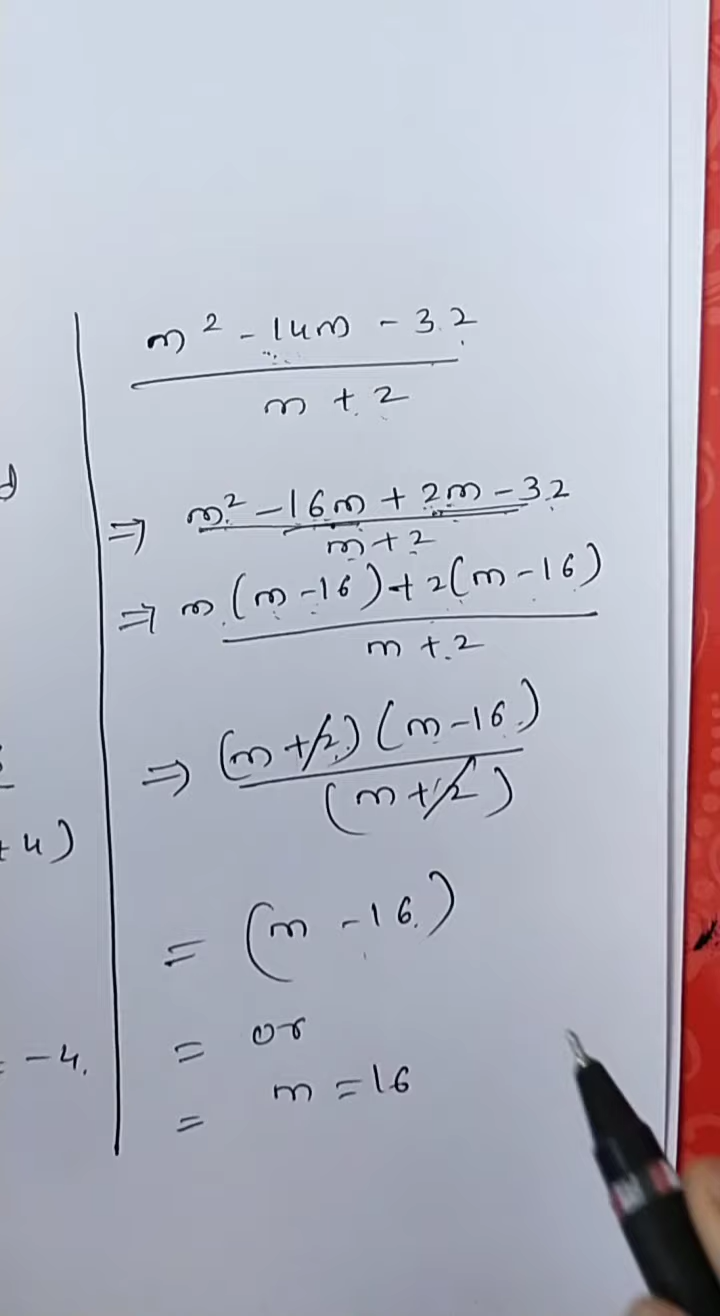 m² - 14m - 32
m + 2
⇒ m² - 16m + 2m - 32
m + 2
⇒ m(m - 16) + 2(m - 16)
m + 2
⇒ (m + 2)(m - 16)
(m + 2)
+ 4)
= (m - 16)
= or
= -4.
m = 16
=